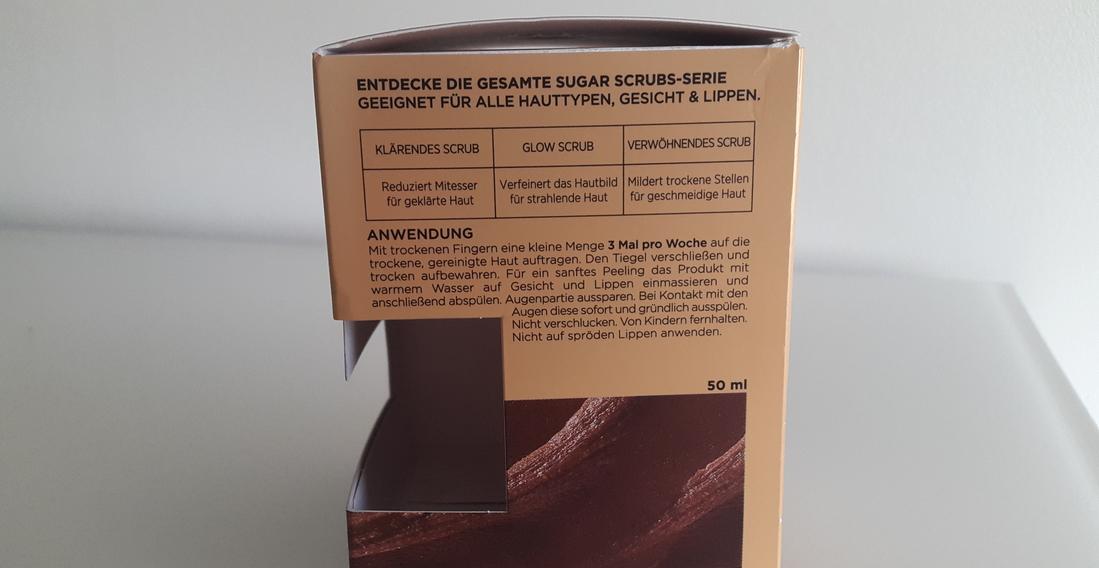 ENTDECKE DIE GESAMTE SUGAR SCRUBS-SERIE
GEEIGNET FÜR ALLE HAUTTYPEN, GESICHT & LIPPEN.
KLÄRENDES SCRUB
GLOW SCRUB
VERWÖHNENDES SCRUB
Reduziert Mitesser
für geklärte Haut
Verfeinert das Hautbild
für strahlende Haut
Mildert trockene Stellen
für geschmeidige Haut
ANWENDUNG
Mit trockenen Fingern eine kleine Menge 3 Mal pro Woche auf die
trockene, gereinigte Haut auftragen. Den Tiegel verschließen und
trocken aufbewahren. Für ein sanftes Peeling das Produkt mit
warmem Wasser auf Gesicht und Lippen einmassieren und
anschließend abspülen. Augenpartie aussparen. Bei Kontakt mit den
Augen diese sofort und gründlich ausspülen.
Nicht verschlucken. Von Kindern fernhalten.
Nicht auf spröden Lippen anwenden.
50 ml